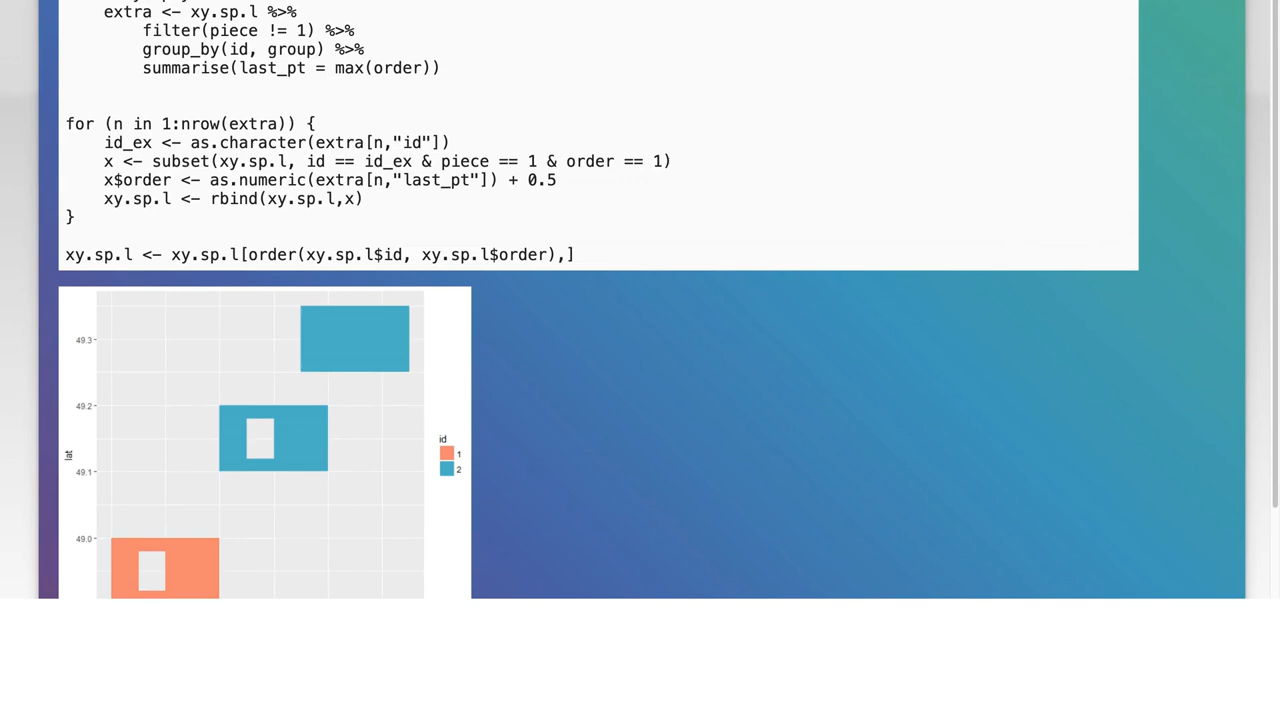 extra <- xy.sp.l %>%
filter(piece != 1) %>%
group_by(id, group) %>%
summarise(last_pt = max(order))
for (n in 1:nrow(extra)) {
id_ex <- as.character(extra[n,"id"])
x <- subset(xy.sp.l, id == id_ex & piece == 1 & order == 1)
x$order <- as.numeric(extra[n,"last_pt"]) + 0.5
xy.sp.l <- rbind(xy.sp.l,x)
}
xy.sp.l <- xy.sp.l[order(xy.sp.l$id, xy.sp.l$order),]
49.3
49.2
49.1
49.0
lat
id
1
2